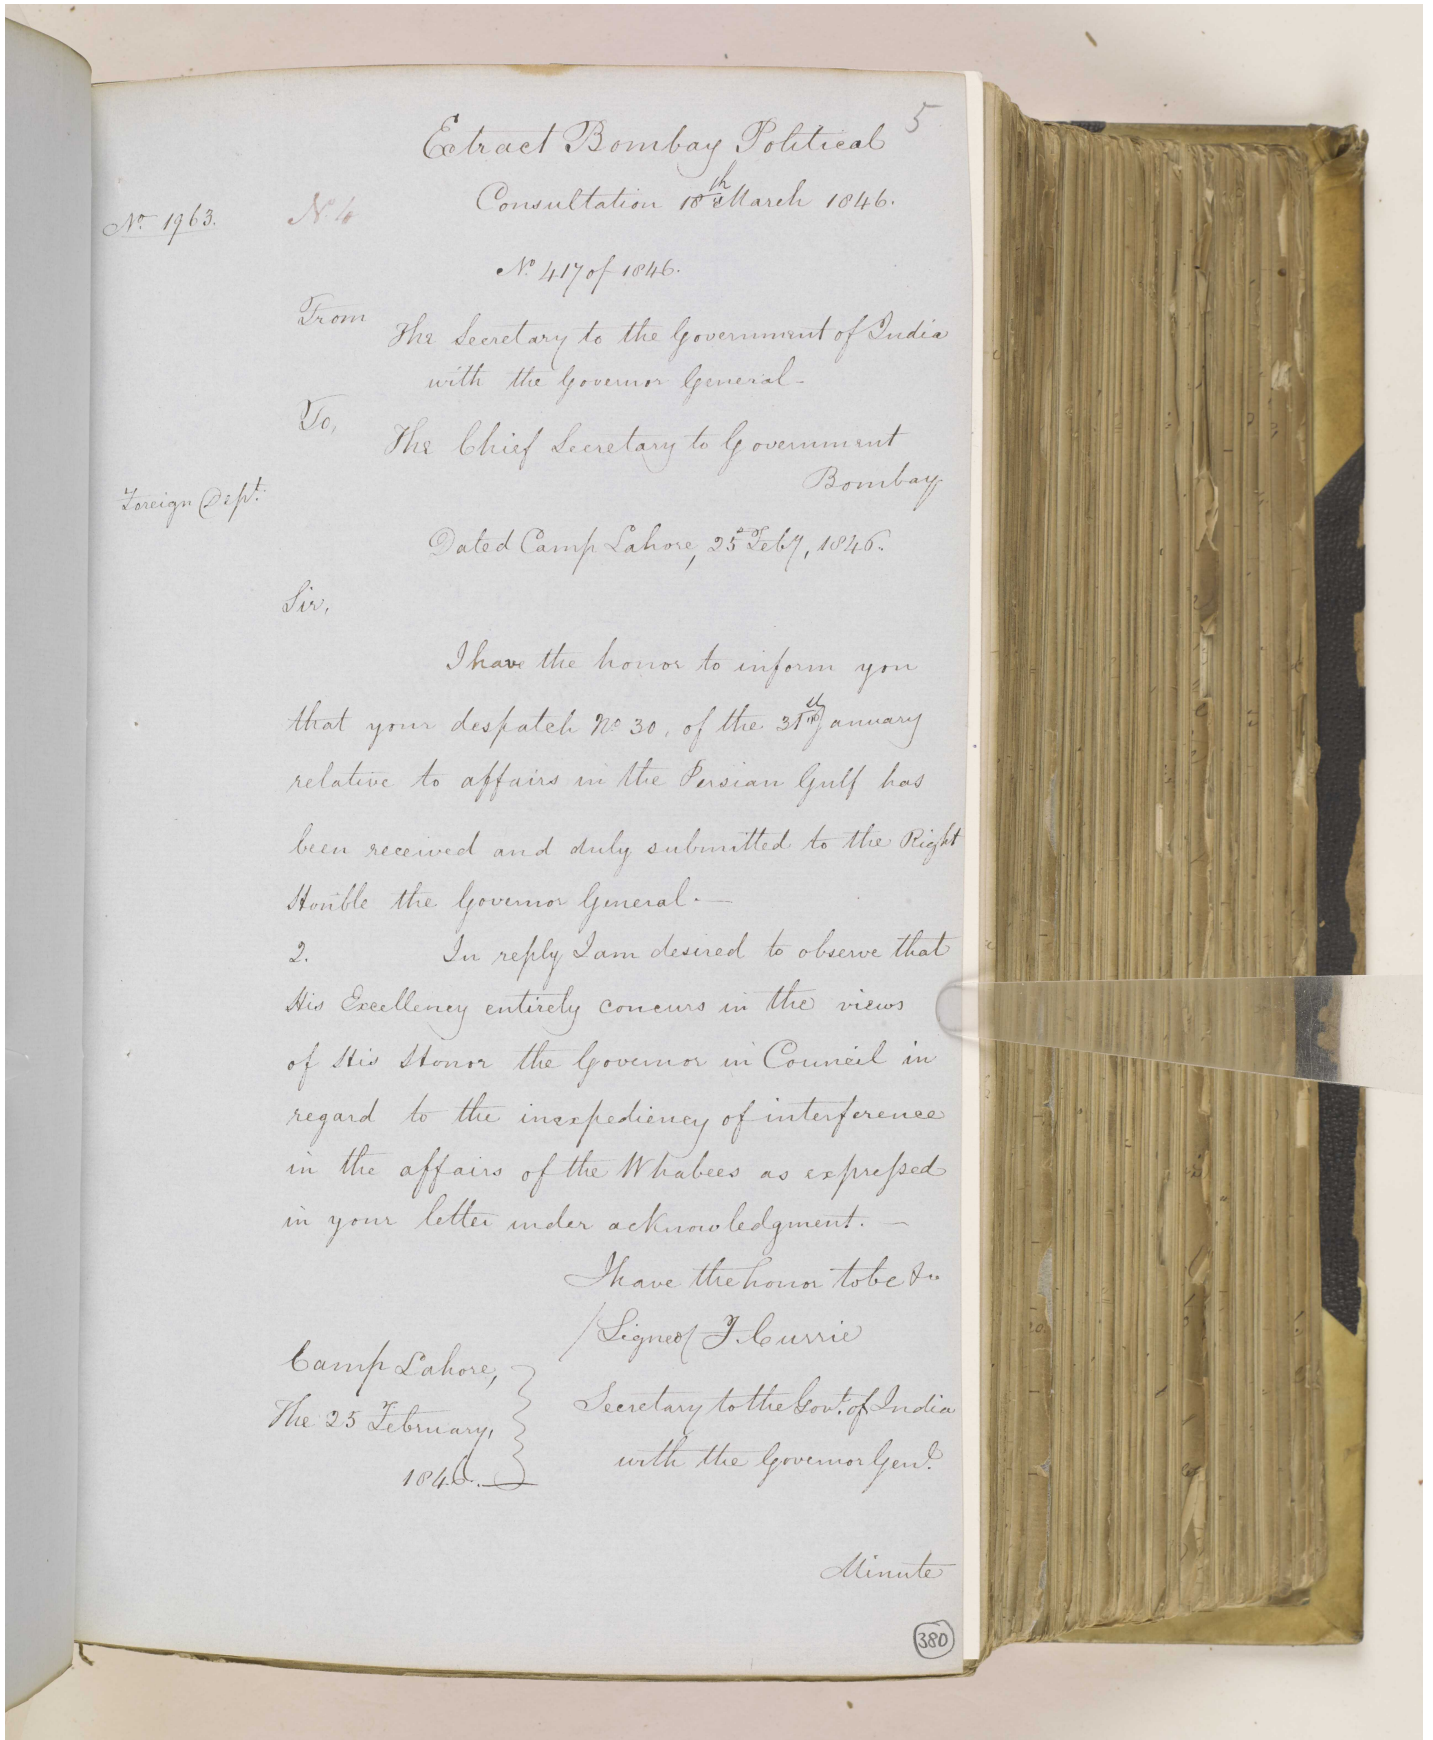 5
Extract Bombay Political
Consultation 18th March 1846.
No. 1963.
N. 4
No. 417 of 1846.
From
The Secretary to the Government of India
with the Governor General -
To,
The Chief Secretary to Government
Bombay.
Foreign Dept.
Dated Camp Lahore, 25 Feby, 1846.
Sir,
I have the honor to inform you
that your despatch No 30, of the 31st January
relative to affairs in the Persian Gulf has
been received and duly submitted to the Right
Honble the Governor General. —
2. In reply I am desired to observe that
His Excellency entirely concurs in the views
of His Honor the Governor in Council in
regard to the inexpediency of interference
in the affairs of the Whabees as expressed
in your letter under acknowledgment. —
I have the honor to be &c
/Signed/ F. Currie
Camp Lahore,
The 25 February,
1846. —
Secretary to the Govt. of India
with the Governor Genl.
Minute
380